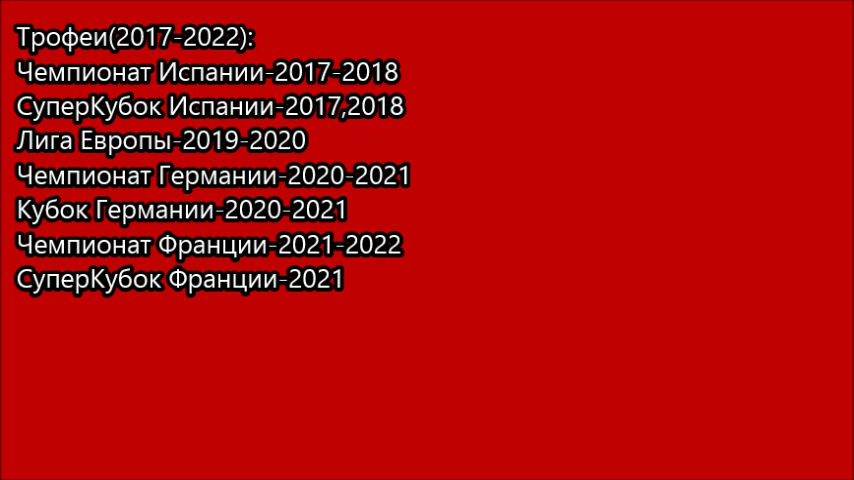 Трофеи(2017-2022):
Чемпионат Испании-2017-2018
СуперКубок Испании-2017,2018
Лига Европы-2019-2020
Чемпионат Германии-2020-2021
Кубок Германии-2020-2021
Чемпионат Франции-2021-2022
СуперКубок Франции-2021